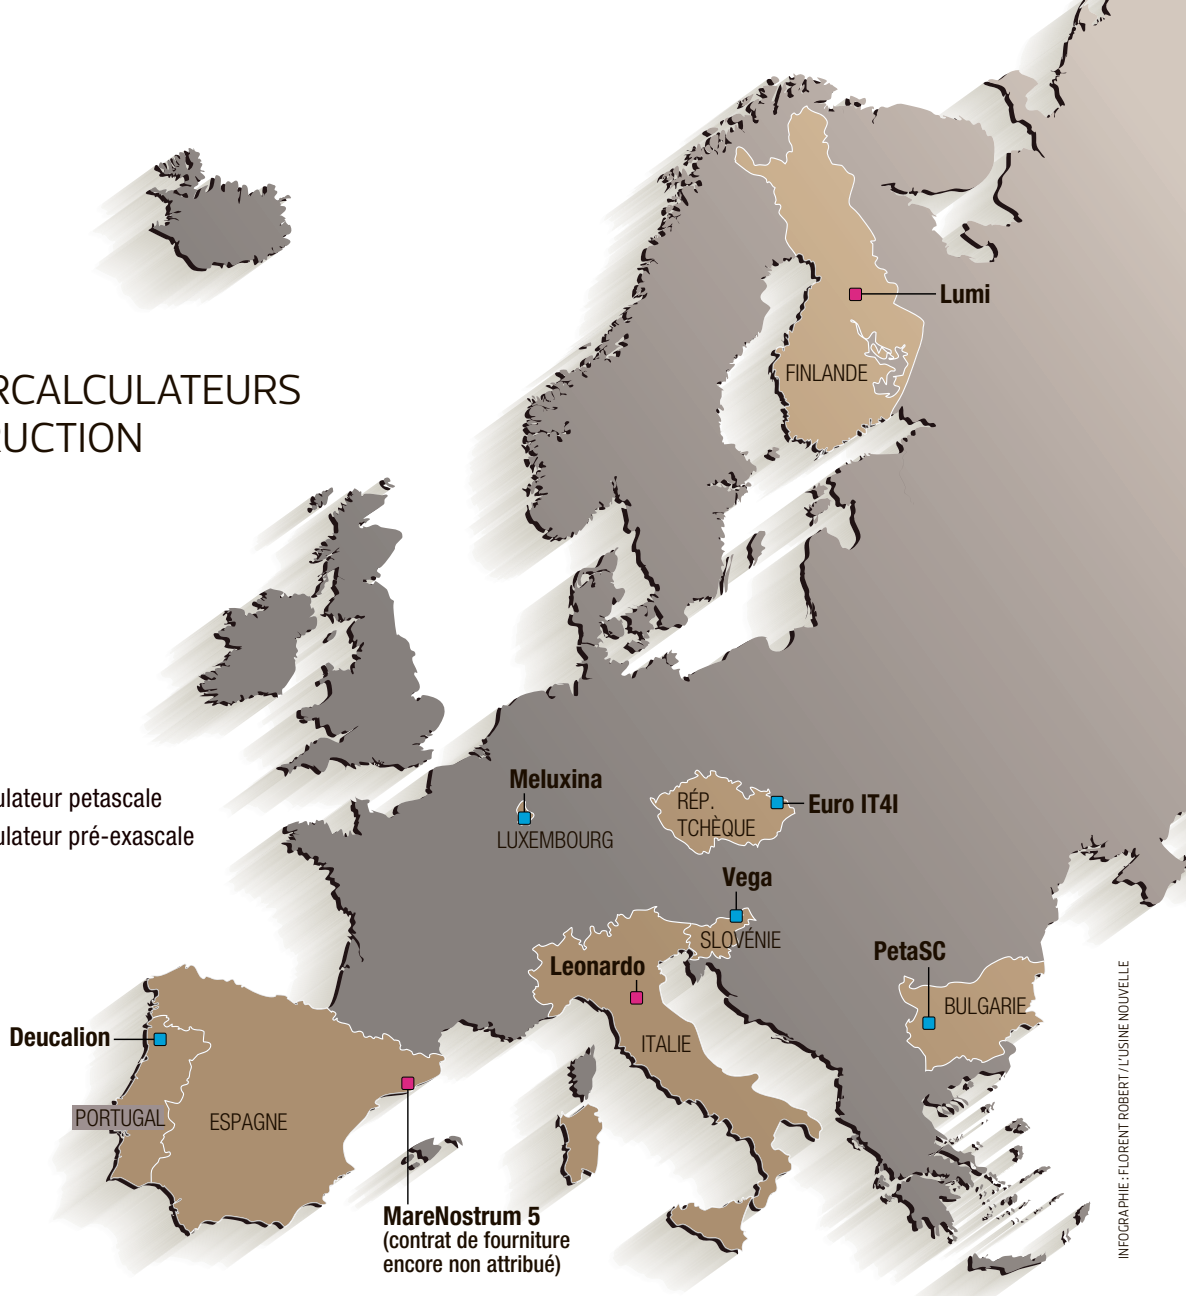 RCALCULATEURS
RUCTION
ulateur petascale
ulateur pré-exascale
Lumi
FINLANDE
Meluxina
LUXEMBOURG
RÉP.
TCHÈQUE
Euro IT4I
Vega
SLOVÉNIE
Leonardo
ITALIE
PetaSC
BULGARIE
Deucalion
PORTUGAL
ESPAGNE
MareNostrum 5
(contrat de fourniture
encore non attribué)
INFOGRAPHIE : FLORENT ROBERT / L'USINE NOUVELLE